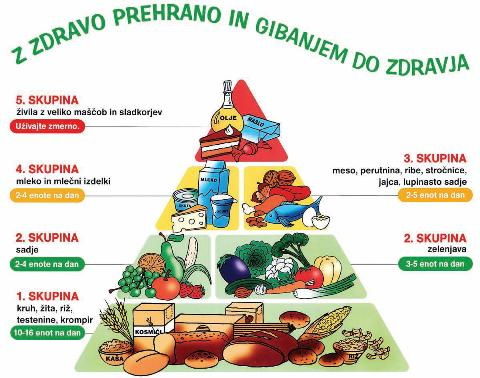 Z ZDRAVO PREHRANO IN GIBANJEM DO ZDRAVJA
5. SKUPINA
živila z veliko maščob in sladkorjev
Uživajte zmerno.
OLJE
MASLO
4. SKUPINA
mleko in mlečni izdelki
2-4 enote na dan
MLEKO
3. SKUPINA
meso, perutnina, ribe, stročnice,
jajca, lupinasto sadje
2-5 enot na dan
2. SKUPINA
sadje
2-4 enote na dan
2. SKUPINA
zelenjava
3-5 enot na dan
1. SKUPINA
kruh, žita, riž,
testenine, krompir
10-16 enot na dan
KOSMIČI
KAŠA
RIŽ